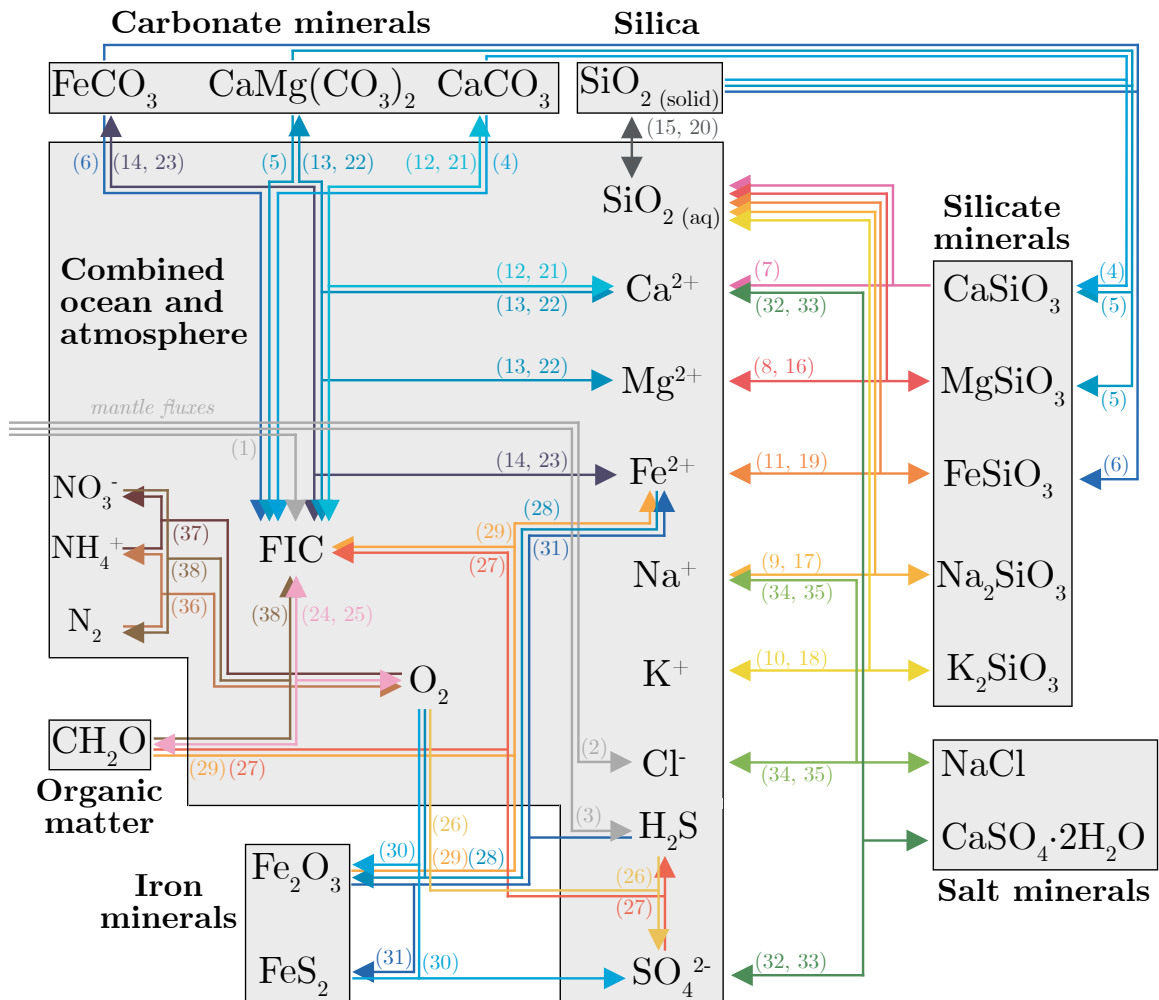 Carbonate minerals
Silica
FeCO₃ CaMg(CO₃)₂ CaCO₃
SiO₂ (solid)
(15, 20)
(6) (14, 23) (5) (13, 22) (12, 21) (4)
SiO₂ (aq)
Silicate
minerals
Combined
ocean and
atmosphere
(12, 21)
(13, 22)
Ca²⁺
(7)
(32, 33)
CaSiO₃
(4)
(5)
(13, 22)
Mg²⁺
(8, 16)
MgSiO₃
(5)
mantle fluxes
(1)
(14, 23)
Fe²⁺
(11, 19)
FeSiO₃
(6)
NO₃⁻
(37)
NH₄⁺
(38)
(36)
N₂
FIC
(28)
(29)
(31)
(27)
Na⁺
(9, 17)
(34, 35)
Na₂SiO₃
(38) (24, 25)
K⁺
(10, 18)
K₂SiO₃
O₂
CH₂O
(29)(27)
Organic
matter
(2)
Cl⁻
(34, 35)
NaCl
(3)
H₂S
CaSO₄·2H₂O
Salt minerals
(26)
(30)
(29)(28)
Fe₂O₃
Iron
minerals
(26)
(27)
(31)
(30)
FeS₂
SO₄²⁻
(32, 33)